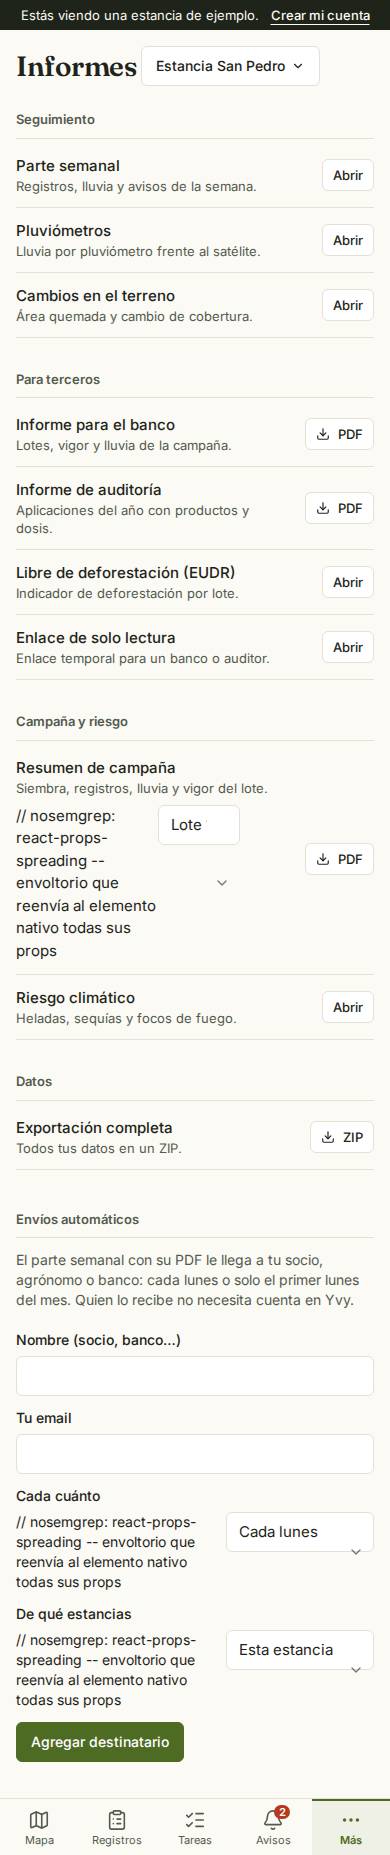 Estás viendo una estancia de ejemplo. Crear mi cuenta
Informes Estancia San Pedro
Seguimiento
Parte semanal
Registros, lluvia y avisos de la semana.
Abrir
Pluviómetros
Lluvia por pluviómetro frente al satélite.
Abrir
Cambios en el terreno
Área quemada y cambio de cobertura.
Abrir
Para terceros
Informe para el banco
Lotes, vigor y lluvia de la campaña.
PDF
Informe de auditoría
Aplicaciones del año con productos y
dosis.
PDF
Libre de deforestación (EUDR)
Indicador de deforestación por lote.
Abrir
Enlace de solo lectura
Enlace temporal para un banco o auditor.
Abrir
Campaña y riesgo
Resumen de campaña
Siembra, registros, lluvia y vigor del lote.
// nosemgrep:
react-props-
spreading -- 
envoltorio que
reenvía al elemento
nativo todas sus
props
Lote
PDF
Riesgo climático
Heladas, sequías y focos de fuego.
Abrir
Datos
Exportación completa
Todos tus datos en un ZIP.
ZIP
Envíos automáticos
El parte semanal con su PDF le llega a tu socio,
agrónomo o banco: cada lunes o solo el primer lunes
del mes. Quien lo recibe no necesita cuenta en Yvy.
Nombre (socio, banco...)
Tu email
Cada cuánto
// nosemgrep: react-props-
spreading -- envoltorio que
reenvía al elemento nativo
todas sus props
Cada lunes
De qué estancias
// nosemgrep: react-props-
spreading -- envoltorio que
reenvía al elemento nativo
todas sus props
Esta estancia
Agregar destinatario
2
Mapa Registros Tareas Avisos Más